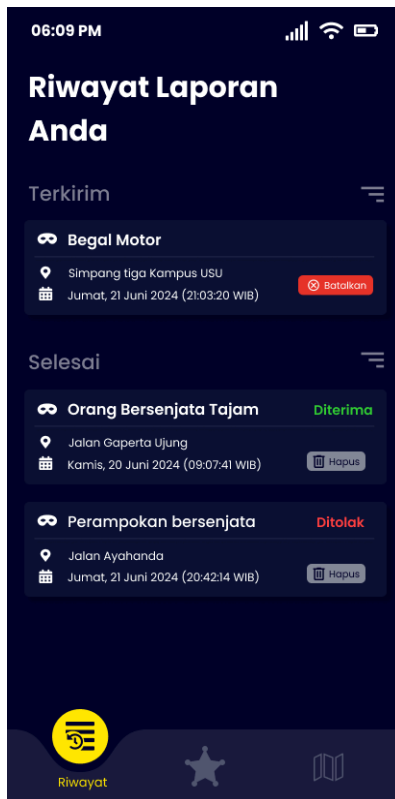 06:09 PM
Riwayat Laporan
Anda
Terkirim
Begal Motor
Simpang tiga Kampus USU
Jumat, 21 Juni 2024 (21:03:20 WIB)
Batalkan
Selesai
Orang Bersenjata Tajam
Diterima
Jalan Gaperta Ujung
Kamis, 20 Juni 2024 (09:07:41 WIB)
Hapus
Perampokan bersenjata
Ditolak
Jalan Ayahanda
Jumat, 21 Juni 2024 (20:42:14 WIB)
Hapus
Riwayat